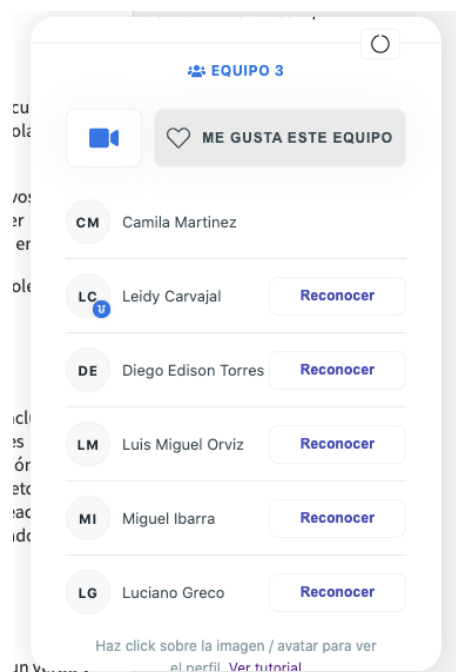 EQUIPO 3
ME GUSTA ESTE EQUIPO
CM Camila Martinez
LC Leidy Carvajal Reconocer
DE Diego Edison Torres Reconocer
LM Luis Miguel Orviz Reconocer
MI Miguel Ibarra Reconocer
LG Luciano Greco Reconocer
Haz click sobre la imagen / avatar para ver
el perfil. Ver tutorial